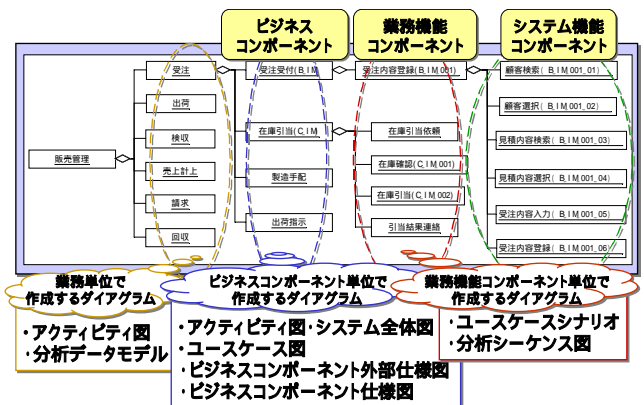 ビジネス
コンポーネント
業務機能
コンポーネント
システム機能
コンポーネント
販売管理
受注
出荷
検収
売上計上
請求
回収
受注受付(B_IM)
在庫引当(C_IM)
製造手配
出荷指示
受注内容登録(B_IM_001)
在庫引当依頼
在庫確認(C_IM_001)
在庫引当(C_IM_002)
引当結果連絡
顧客検索(B_IM_001_01)
顧客選択(B_IM_001_02)
見積内容検索(B_IM_001_03)
見積内容選択(B_IM_001_04)
受注内容入力(B_IM_001_05)
受注内容登録(B_IM_001_06)
業務単位で
作成するダイアグラム
・アクティビティ図
・分析データモデル
ビジネスコンポーネント単位で
作成するダイアグラム
・アクティビティ図・システム全体図
・ユースケース図
・ビジネスコンポーネント外部仕様図
・ビジネスコンポーネント仕様図
業務機能コンポーネント単位で
作成するダイアグラム
・ユースケースシナリオ
・分析シーケンス図